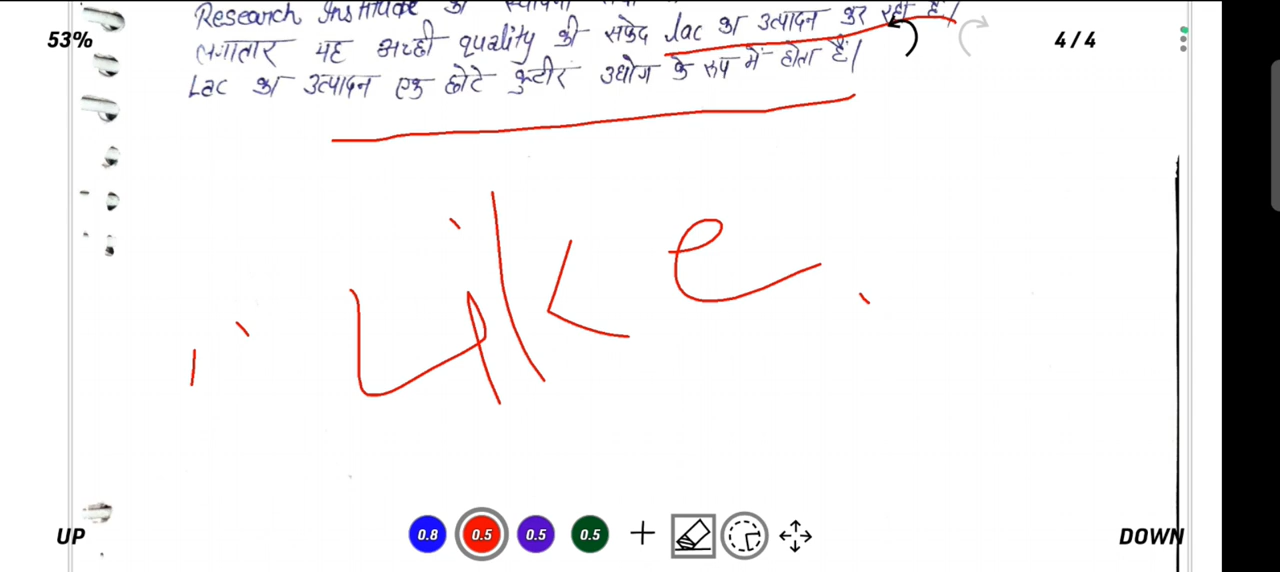 Research Institute की स्थापना
53%
लगातार यह अच्छी quality की सफेद lac का उत्पादन कर रहा है।
4/4
Lac का उत्पादन एक छोटे कुटीर उद्योग के रूप में होता है।
Like
0.8 0.5 0.5 0.5
UP
DOWN